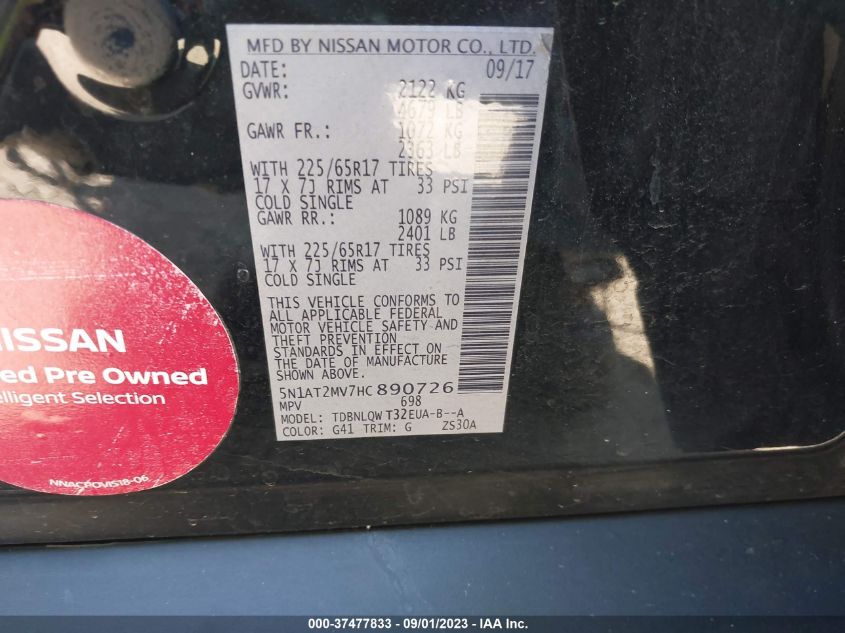 MFD BY NISSAN MOTOR CO., LTD.
DATE: 09/17
GVWR: 2122 KG
4679 LB
GAWR FR.: 1072 KG
2363 LB
WITH 225/65R17 TIRES
17 X 7J RIMS AT 33 PSI
COLD SINGLE
GAWR RR.: 1089 KG
2401 LB
WITH 225/65R17 TIRES
17 X 7J RIMS AT 33 PSI
COLD SINGLE
THIS VEHICLE CONFORMS TO
ALL APPLICABLE FEDERAL
MOTOR VEHICLE SAFETY AND
THEFT PREVENTION
STANDARDS IN EFFECT ON
THE DATE OF MANUFACTURE
SHOWN ABOVE.
5N1AT2MV7HC890726
MPV 698
MODEL: TDBNLQW T32EUA-B--A
COLOR: G41 TRIM: G ZS30A
NISSAN
ed Pre Owned
elligent Selection
NNACPOVIS18-06
000-37477833 - 09/01/2023 - IAA Inc.